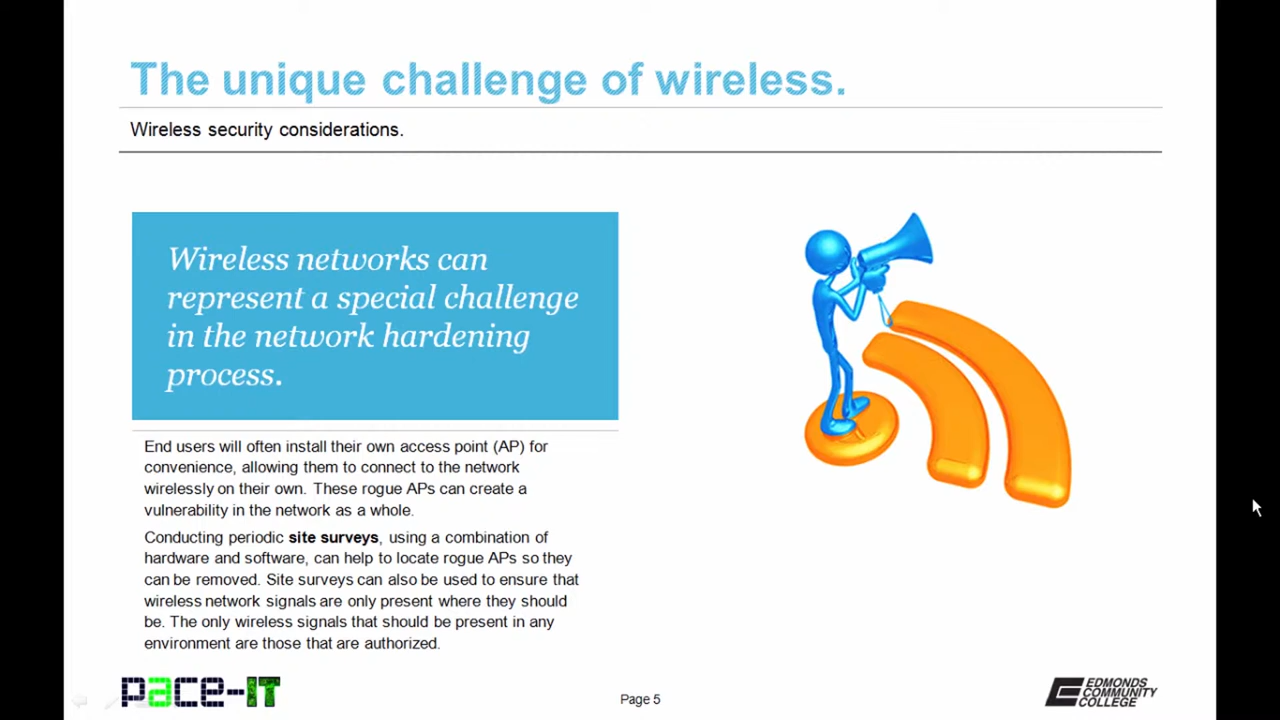 The unique challenge of wireless.
Wireless security considerations.
Wireless networks can
represent a special challenge
in the network hardening
process.
End users will often install their own access point (AP) for
convenience, allowing them to connect to the network
wirelessly on their own. These rogue APs can create a
vulnerability in the network as a whole.
Conducting periodic site surveys, using a combination of
hardware and software, can help to locate rogue APs so they
can be removed. Site surveys can also be used to ensure that
wireless network signals are only present where they should
be. The only wireless signals that should be present in any
environment are those that are authorized.
pace-IT
Page 5
EDMONDS
COMMUNITY
COLLEGE